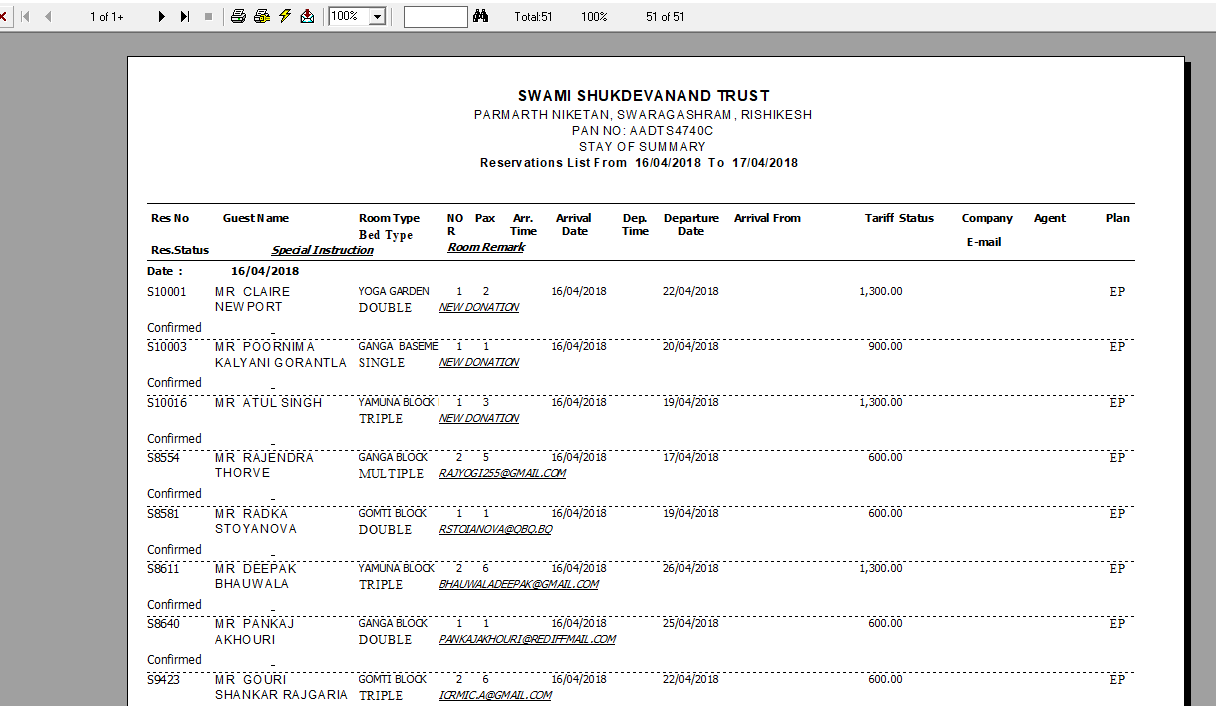 1 of 1+ 100% Total:51 100% 51 of 51
SWAMI SHUKDEVANAND TRUST
PARMARTH NIKETAN, SWARAGASHRAM, RISHIKESH
PAN NO: AADTS4740C
STAY OF SUMMARY
Reservations List From 16/04/2018 To 17/04/2018
Res No Guest Name Room Type NO Pax Arr. Arrival Dep. Departure Arrival From Tariff Status Company Agent Plan
Bed Type R Time Date Time Date
Res.Status Special Instruction Room Remark E-mail
Date : 16/04/2018
S10001 MR CLAIRE YOGA GARDEN 1 2 16/04/2018 22/04/2018 1,300.00 EP
NEWPORT DOUBLE NEW DONATION
Confirmed _
S10003 MR POORNIMA GANGA BASEME 1 1 16/04/2018 20/04/2018 900.00 EP
KALYANI GORANTLA SINGLE NEW DONATION
Confirmed _
S10016 MR ATUL SINGH YAMUNA BLOCK 1 3 16/04/2018 19/04/2018 1,300.00 EP
TRIPLE NEW DONATION
Confirmed _
S8554 MR RAJENDRA GANGA BLOCK 2 5 16/04/2018 17/04/2018 600.00 EP
THORVE MULTIPLE RAJYOGI255@GMAIL.COM
Confirmed _
S8581 MR RADKA GOMTI BLOCK 1 1 16/04/2018 19/04/2018 600.00 EP
STOYANOVA DOUBLE RSTOIANOVA@QBQ.BQ
Confirmed _
S8611 MR DEEPAK YAMUNA BLOCK 2 6 16/04/2018 26/04/2018 1,300.00 EP
BHAUWALA TRIPLE BHAUWALADEEPAK@GMAIL.COM
Confirmed _
S8640 MR PANKAJ GANGA BLOCK 1 1 16/04/2018 25/04/2018 600.00 EP
AKHOURI DOUBLE PANKAJAKHOURI@REDIFFMAIL.COM
Confirmed _
S9423 MR GOURI GOMTI BLOCK 2 6 16/04/2018 22/04/2018 600.00 EP
SHANKAR RAJGARIA TRIPLE ICRMIC.A@GMAIL.COM